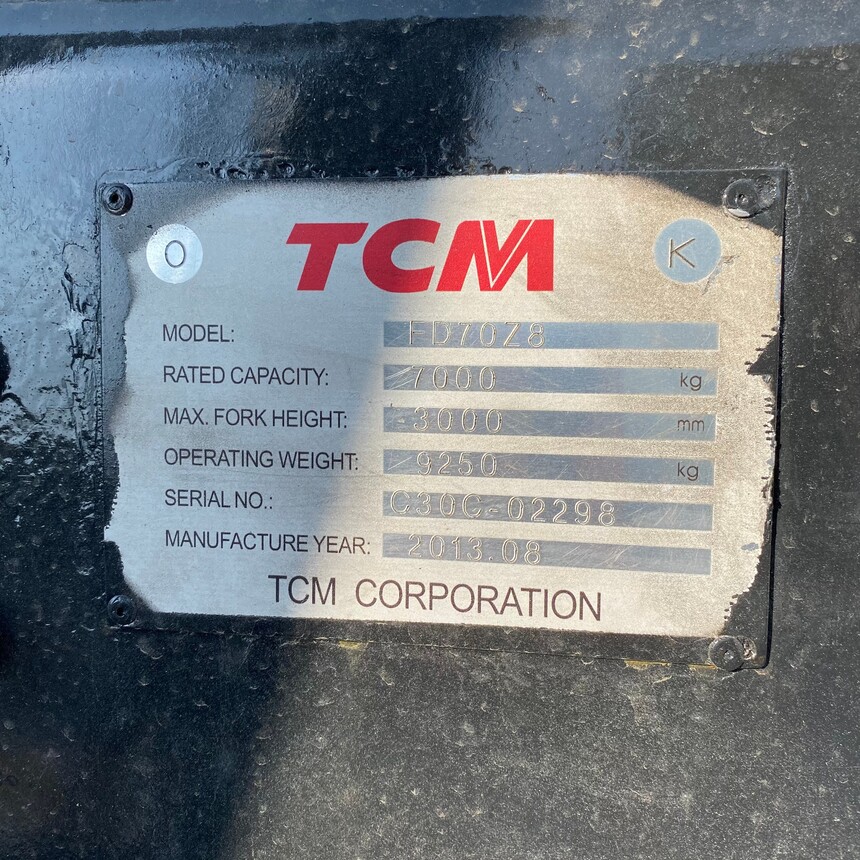 TCM
O K
MODEL: FD70Z8
RATED CAPACITY: 7000 kg
MAX. FORK HEIGHT: 3000 mm
OPERATING WEIGHT: 9250 kg
SERIAL NO.: C30C-02298
MANUFACTURE YEAR: 2013.08
TCM CORPORATION